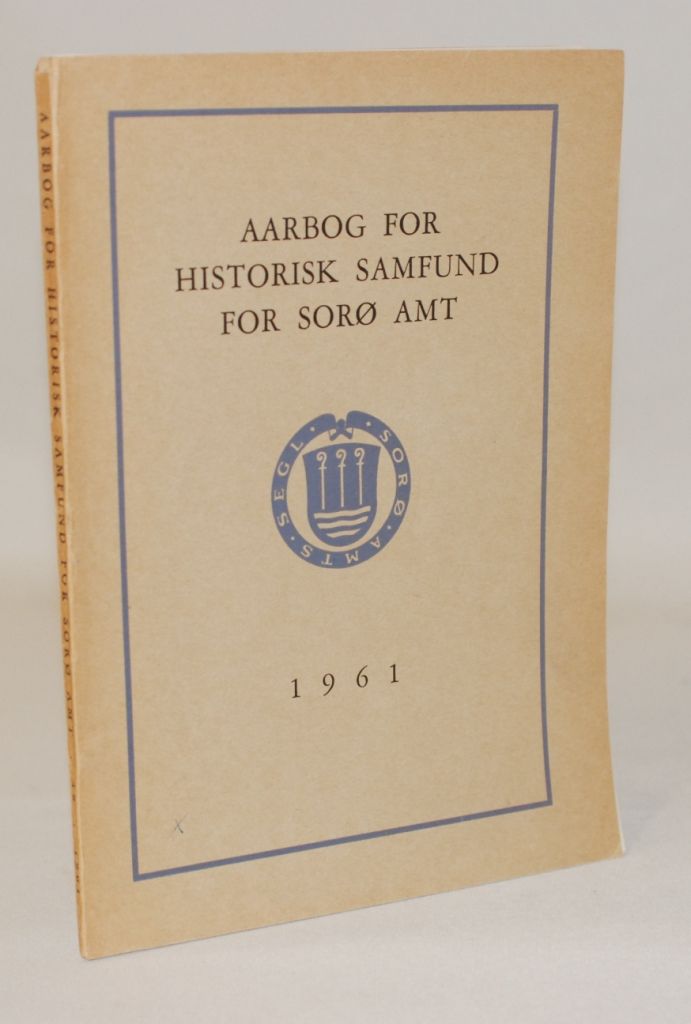 AARBOG FOR
HISTORISK SAMFUND
FOR SORØ AMT
SORØ · AMTS · SEGL ·
1961
x
AARBOG FOR HISTORISK SAMFUND FOR SORØ AMT